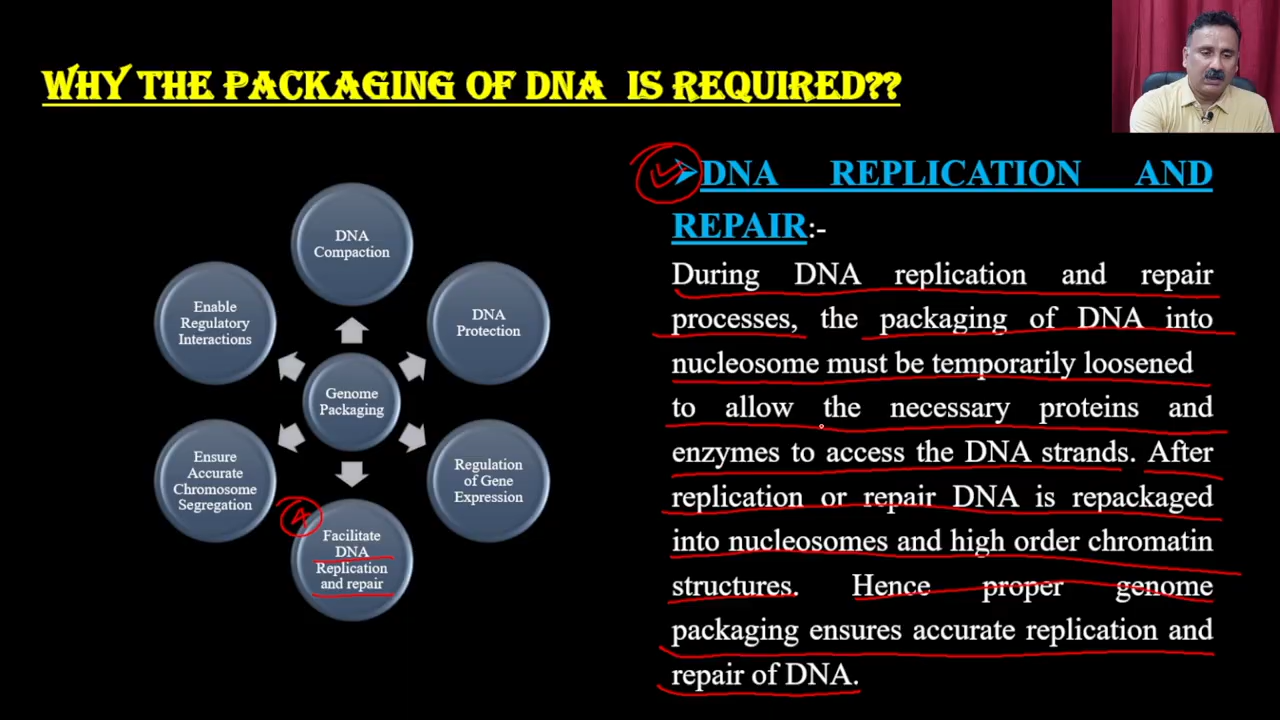 WHY THE PACKAGING OF DNA IS REQUIRED??
DNA
Compaction
DNA
Protection
Regulation
of Gene
Expression
Facilitate
DNA
Replication
and repair
Ensure
Accurate
Chromosome
Segregation
Enable
Regulatory
Interactions
Genome
Packaging
4
DNA REPLICATION AND
REPAIR:-
During DNA replication and repair
processes, the packaging of DNA into
nucleosome must be temporarily loosened
to allow the necessary proteins and
enzymes to access the DNA strands. After
replication or repair DNA is repackaged
into nucleosomes and high order chromatin
structures. Hence proper genome
packaging ensures accurate replication and
repair of DNA.